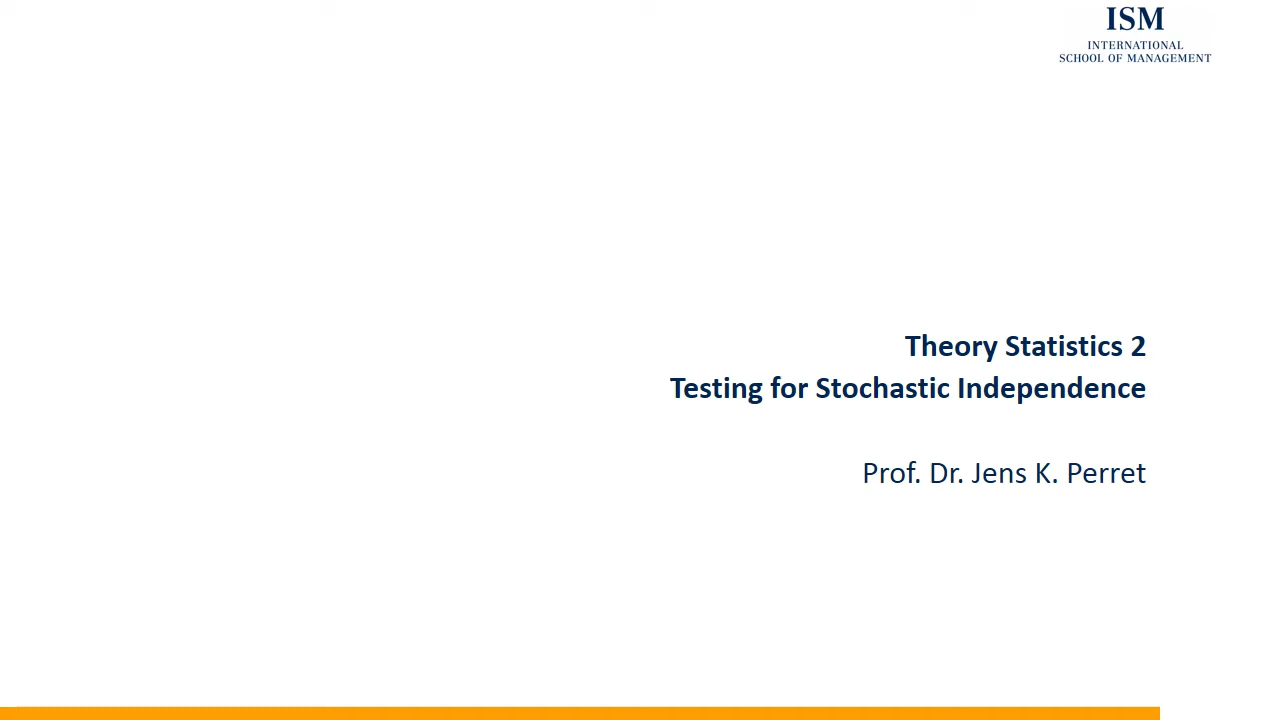 ISM
INTERNATIONAL
SCHOOL OF MANAGEMENT
Theory Statistics 2
Testing for Stochastic Independence
Prof. Dr. Jens K. Perret